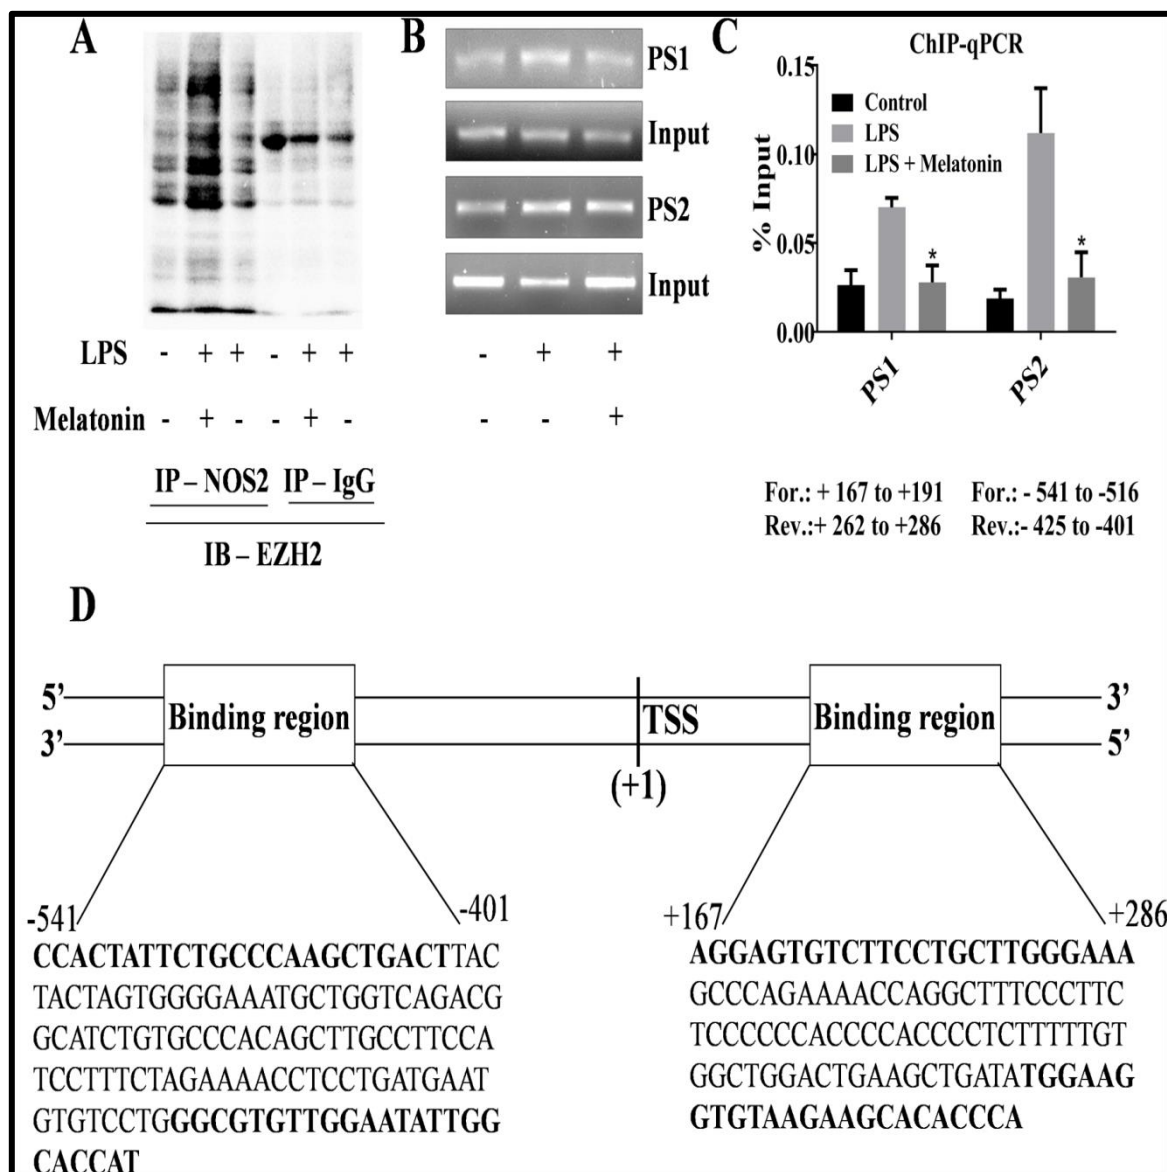 A
LPS - + + - + +
Melatonin - + - - + -
IP – NOS2 IP – IgG
IB – EZH2
B
PS1
Input
PS2
Input
- + +
- - +
C
ChIP-qPCR
Control
LPS
LPS + Melatonin
% Input
0.15
0.10
0.05
0.00
*
*
PS1
PS2
For.: + 167 to +191 For.: - 541 to -516
Rev.:+ 262 to +286 Rev.:- 425 to -401
D
5’ 3’
Binding region TSS Binding region
3’ 5’
(+1)
-541 -401
CCACTATTCTGCCCAAGCTGACTTAC
TACTAGTGGGGAAATGCTGGTCAGACG
GCATCTGTGCCCACAGCTTGCCTTCCA
TCCTTTCTAGAAAACCTCCTGATGAAT
GTGTCCTGGGCGTGTTGGAATATTGG
CACCAT
+167 +286
AGGAGTGTCTTCCTGCTTGGGAAA
GCCCAGAAAACCAGGCTTTCCCTTC
TCCCCCCACCCCACCCCTCTTTTTGT
GGCTGGACTGAAGCTGATATGGAAG
GTGTAAGAAGCACACCCA